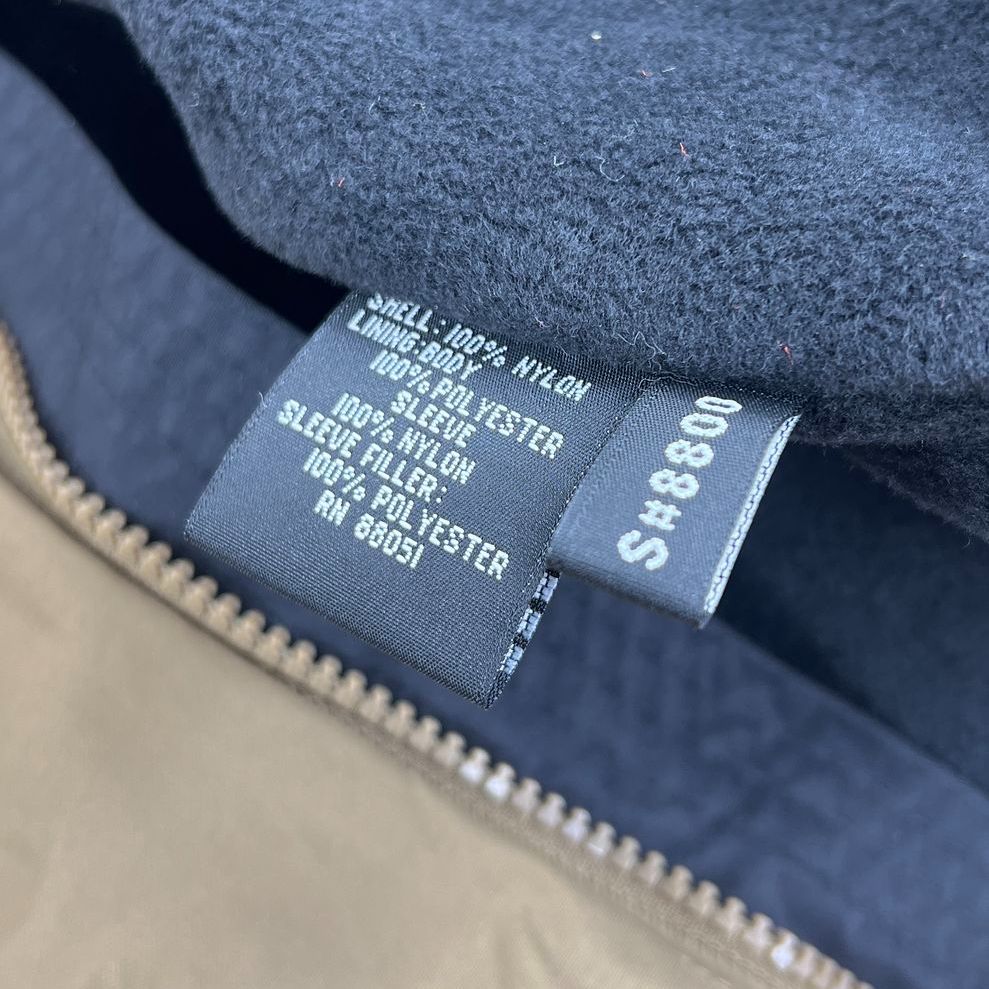 SHELL: 100% NYLON
LINING:BODY
100% POLYESTER
SLEEVE
100% NYLON
SLEEVE FILLER:
100% POLYESTER
RN 88051
S#8800